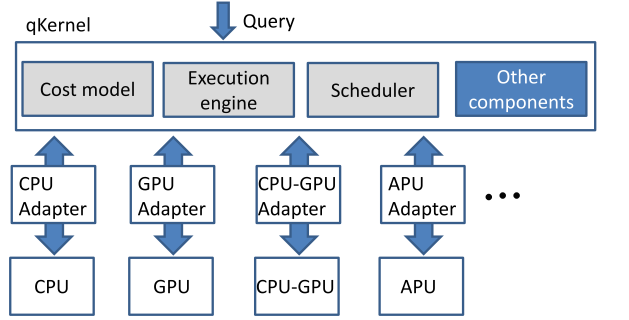 qKernel
Query
Cost model
Execution
engine
Scheduler
Other
components
CPU
Adapter
GPU
Adapter
CPU-GPU
Adapter
APU
Adapter
...
CPU
GPU
CPU-GPU
APU